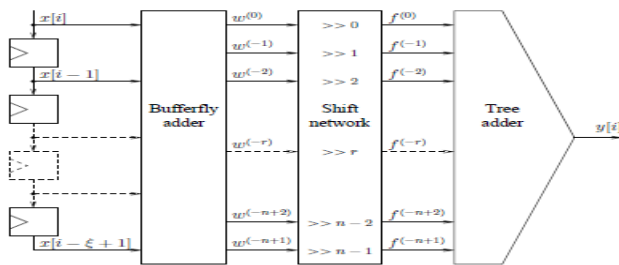 x[i] w^(0) >> 0 f^(0)
w^(-1) >> 1 f^(-1)
x[i − 1] w^(-2) >> 2 f^(-2)
Bufferfly adder
Shift network
Tree adder
y[i]
w^(-r) >> r f^(-r)
w^(-n+2) >> n − 2 f^(-n+2)
x[i − ξ + 1] w^(-n+1) >> n − 1 f^(-n+1)